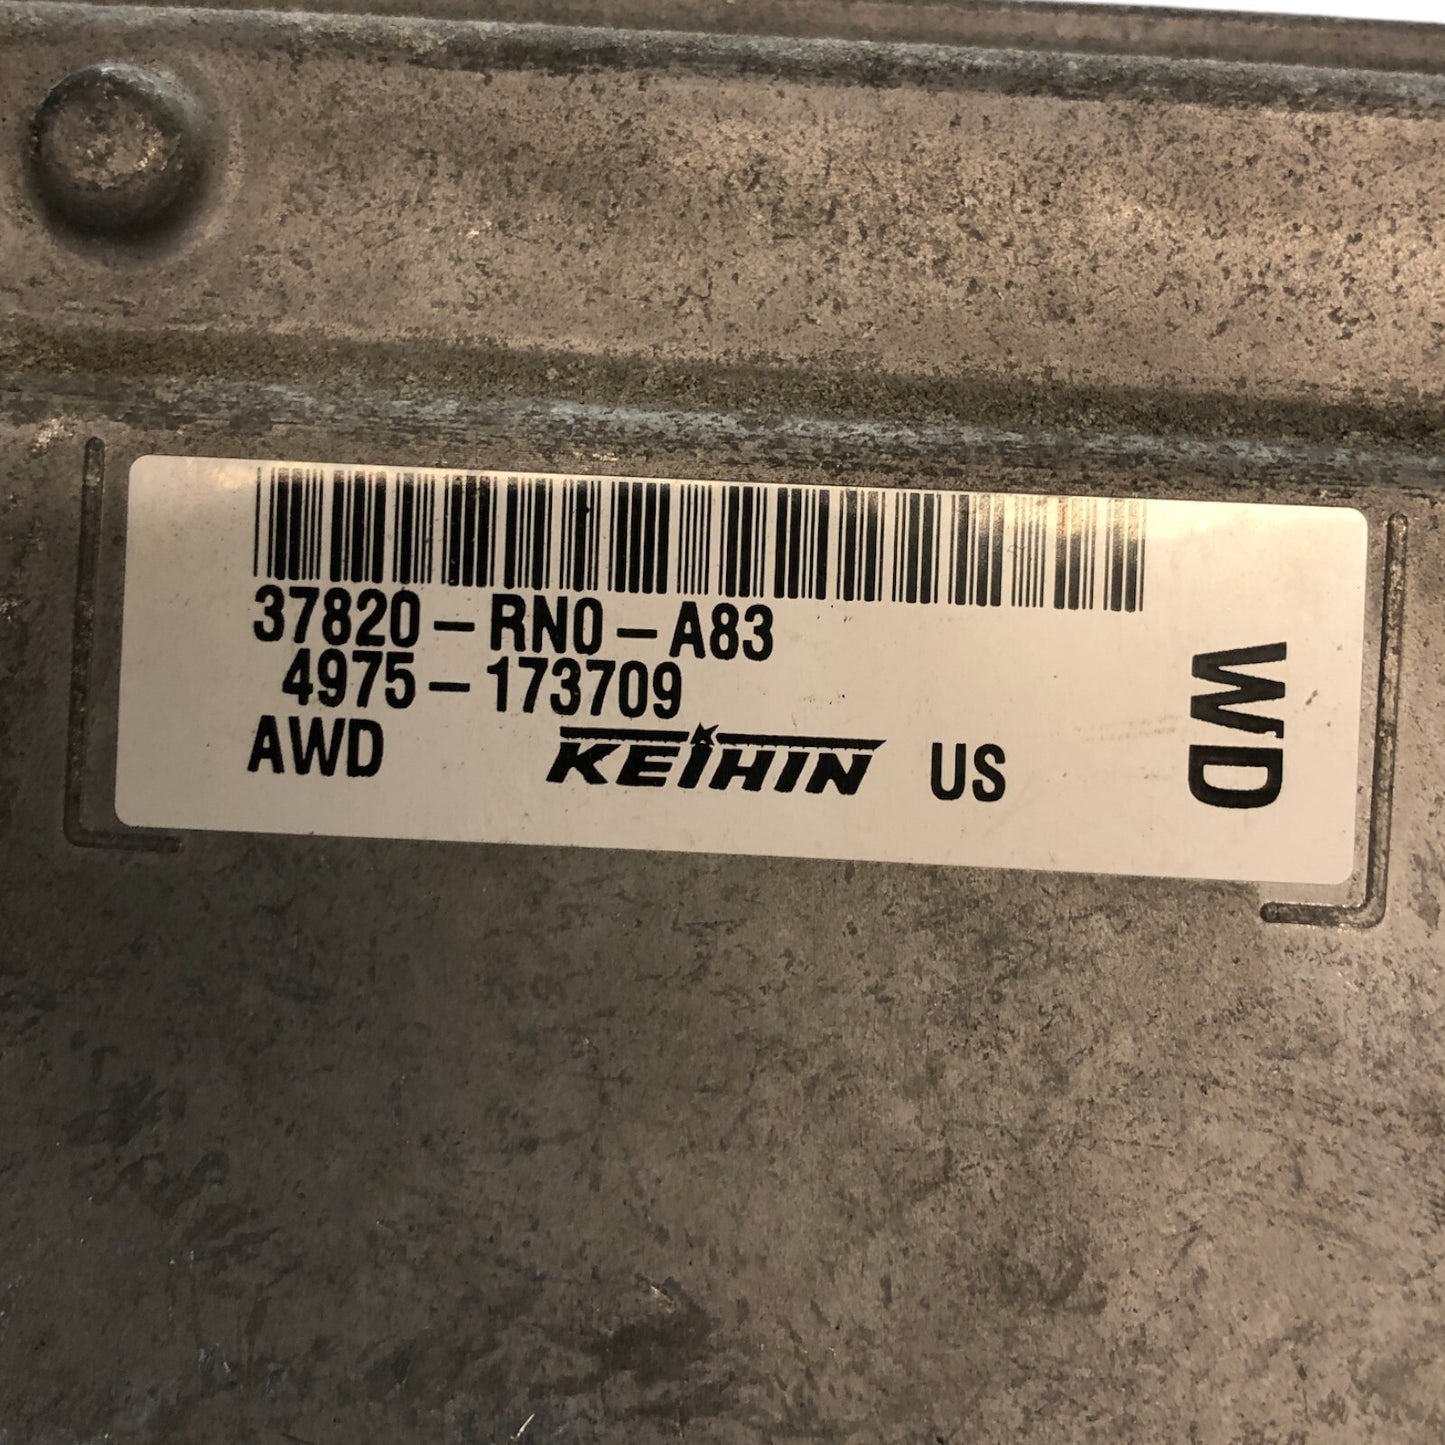 37820-RN0-A83
4975-173709
AWD KEIHIN US
WD